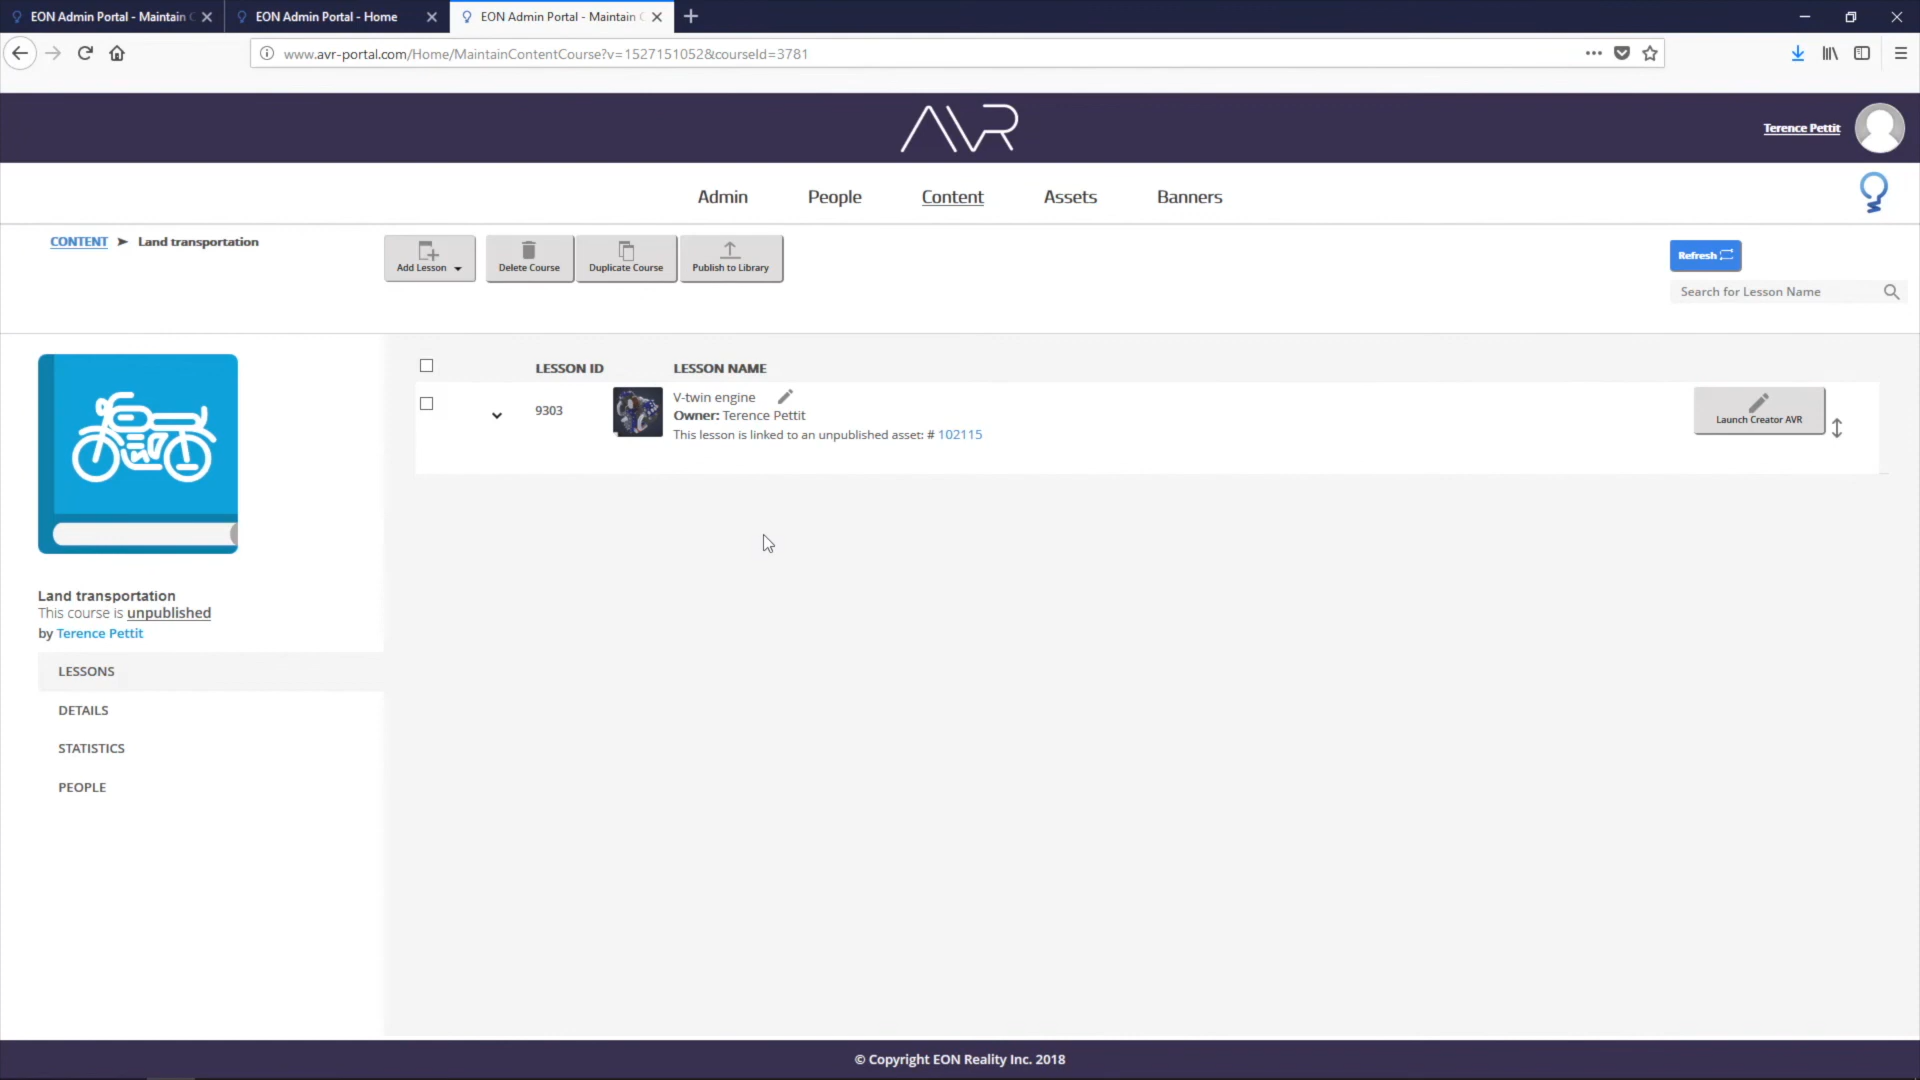 EON Admin Portal - Maintain C
EON Admin Portal - Home
EON Admin Portal - Maintain C
www.avr-portal.com/Home/MaintainContentCourse?v=1527151052&courseId=3781
AVR
Terence Pettit
Admin
People
Content
Assets
Banners
CONTENT ➤ Land transportation
Add Lesson
Delete Course
Duplicate Course
Publish to Library
Refresh
Search for Lesson Name
LESSON ID
LESSON NAME
9303
V-twin engine
Owner: Terence Pettit
This lesson is linked to an unpublished asset: # 102115
Launch Creator AVR
Land transportation
This course is unpublished
by Terence Pettit
LESSONS
DETAILS
STATISTICS
PEOPLE
© Copyright EON Reality Inc. 2018